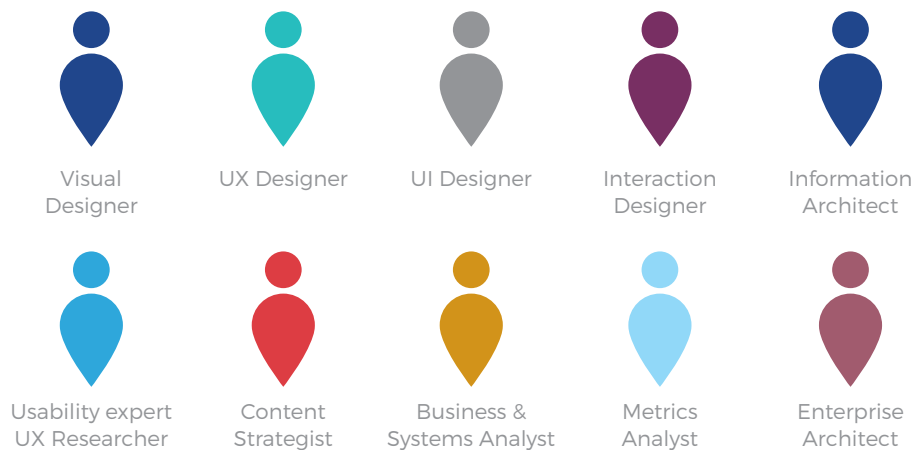 Visual
Designer
UX Designer
UI Designer
Interaction
Designer
Information
Architect
Usability expert
UX Researcher
Content
Strategist
Business &
Systems Analyst
Metrics
Analyst
Enterprise
Architect